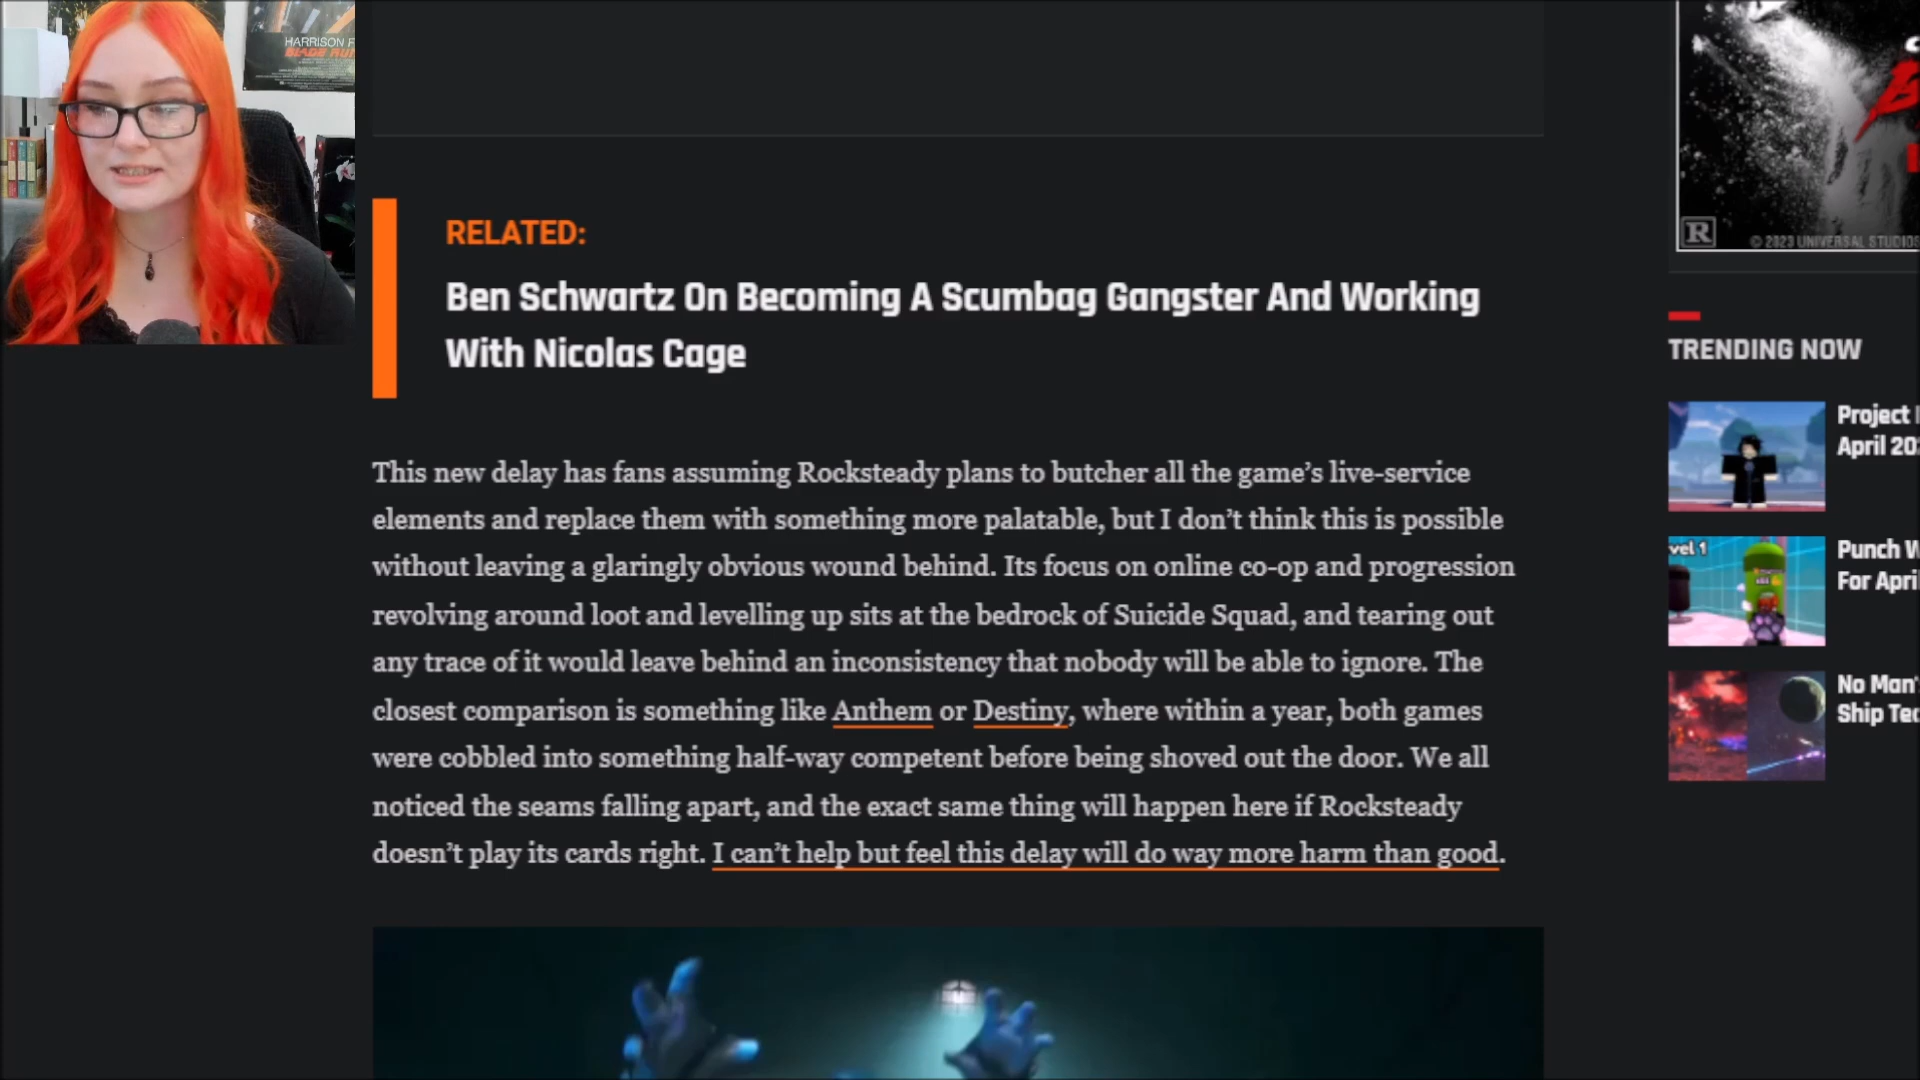 HARRISON F
BLADE RUN
RELATED:
Ben Schwartz On Becoming A Scumbag Gangster And Working
With Nicolas Cage
This new delay has fans assuming Rocksteady plans to butcher all the game’s live-service
elements and replace them with something more palatable, but I don’t think this is possible
without leaving a glaringly obvious wound behind. Its focus on online co-op and progression
revolving around loot and levelling up sits at the bedrock of Suicide Squad, and tearing out
any trace of it would leave behind an inconsistency that nobody will be able to ignore. The
closest comparison is something like Anthem or Destiny, where within a year, both games
were cobbled into something half-way competent before being shoved out the door. We all
noticed the seams falling apart, and the exact same thing will happen here if Rocksteady
doesn’t play its cards right. I can’t help but feel this delay will do way more harm than good.
R
© 2023 UNIVERSAL STUDIOS
TRENDING NOW
Project
April 20
vel 1
Punch W
For April
No Man'
Ship Tec